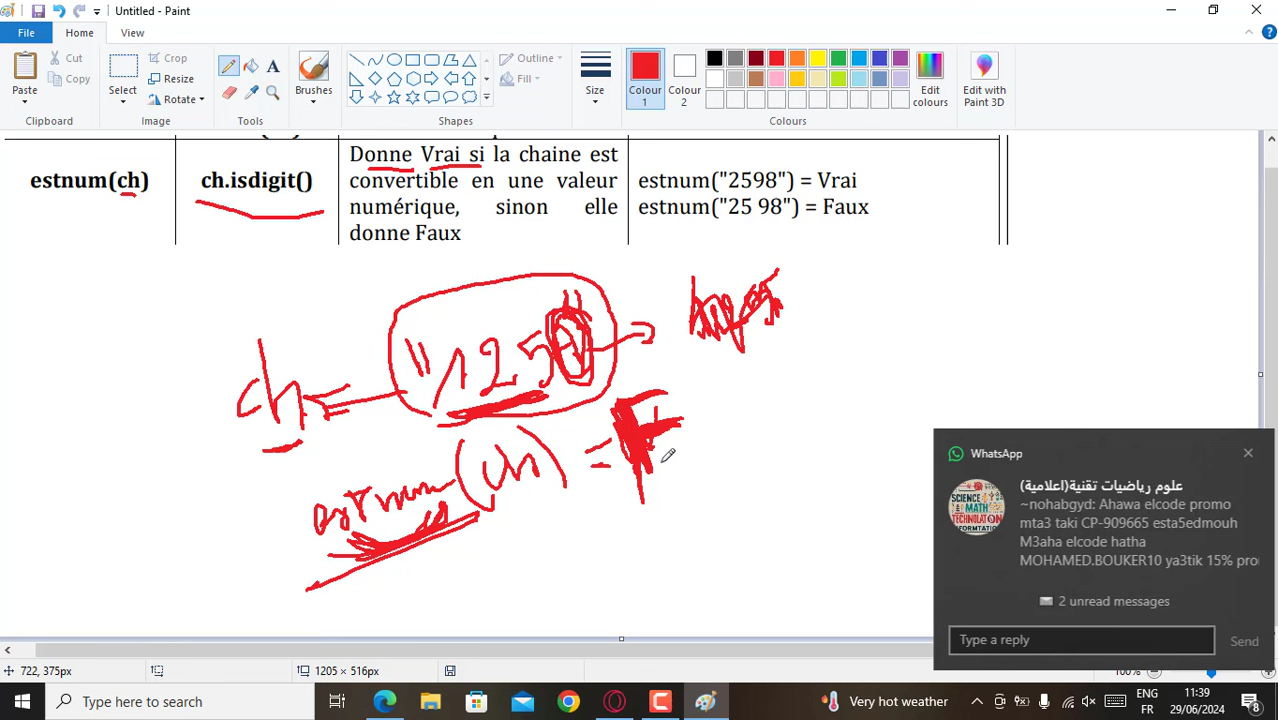 Untitled - Paint
File
Home
View
Paste
Cut
Copy
Clipboard
Select
Crop
Resize
Rotate
Image
A
Tools
Brushes
Outline
Fill
Shapes
Size
Colour 1
Colour 2
Edit colours
Edit with Paint 3D
Colours
estnum(ch)
ch.isdigit()
Donne Vrai si la chaine est
convertible en une valeur
numérique, sinon elle
donne Faux
estnum("2598") = Vrai
estnum("25 98") = Faux
ch =
estnum (ch) = F
WhatsApp
علوم رياضيات تقنية(اعلامية)
~nohabgyd: Ahawa elcode promo
mta3 taki CP-909665 esta5edmouh
M3aha elcode hatha
MOHAMED.BOUKER10 ya3tik 15% pro
2 unread messages
Type a reply
Send
SCIENCE
MATH
722, 375px
1205 × 516px
100%
Type here to search
Very hot weather
ENG
FR
11:39
29/06/2024
8